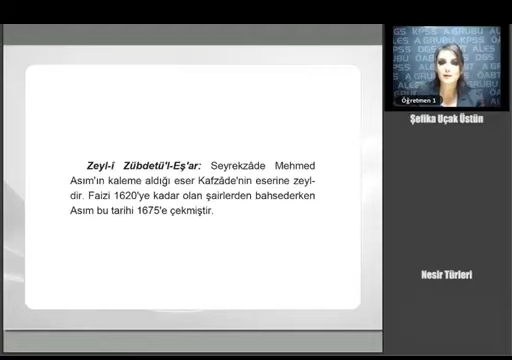 Zeyl-î Zübdetü'l-Eş'ar: Seyrekzâde Mehmed
Asım'ın kaleme aldığı eser Kafzâde'nin eserine zeyl-
dir. Faizi 1620'ye kadar olan şairlerden bahsederken
Asım bu tarihi 1675'e çekmiştir.
Öğretmen 1
Şefika Uçak Üstün
Nesir Türleri